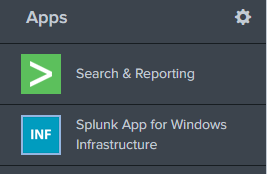 Apps
Search & Reporting
INF
Splunk App for Windows
Infrastructure